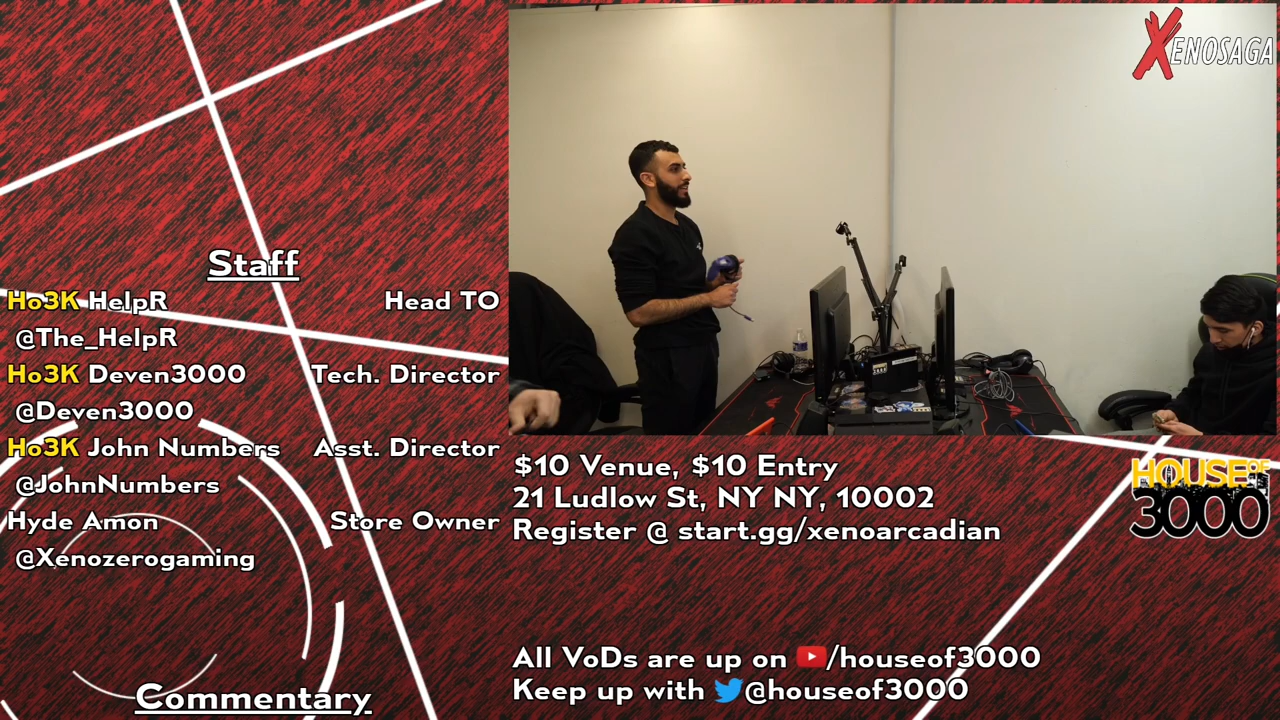 XENOSAGA
Staff
Ho3K HelpR Head TO
@The_HelpR
Ho3K Deven3000 Tech. Director
@Deven3000
Ho3K John Numbers Asst. Director
@JohnNumbers
Hyde Amon Store Owner
@Xenozerogaming
Commentary
$10 Venue, $10 Entry
21 Ludlow St, NY NY, 10002
Register @ start.gg/xenoarcadian
HOUSE OF
3000
All VoDs are up on /houseof3000
Keep up with @houseof3000